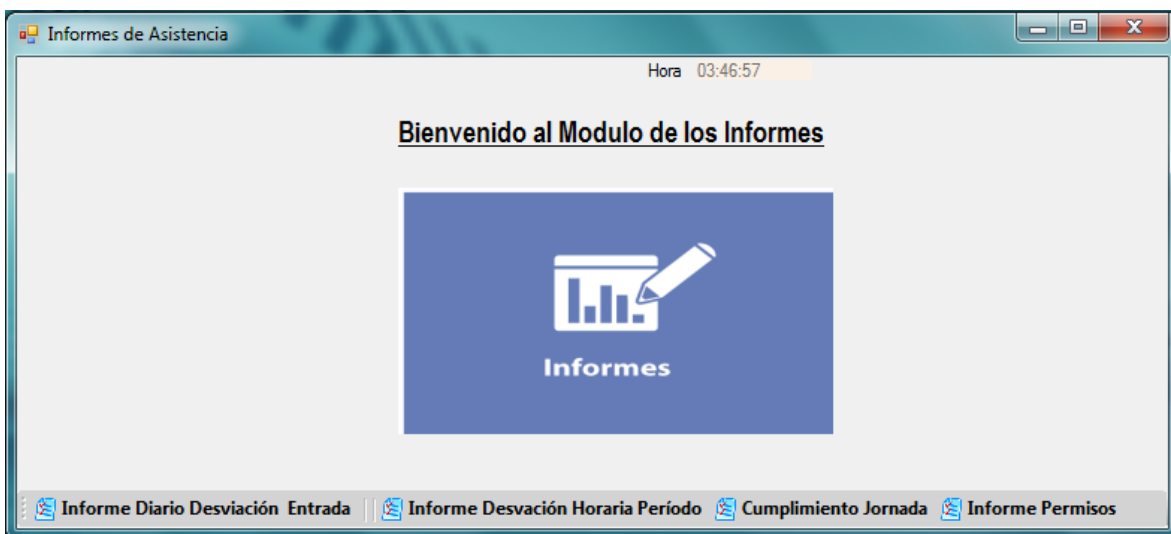 Informes de Asistencia
Hora 03:46:57
Bienvenido al Modulo de los Informes
Informes
Informe Diario Desviación Entrada Informe Desvación Horaria Período Cumplimiento Jornada Informe Permisos